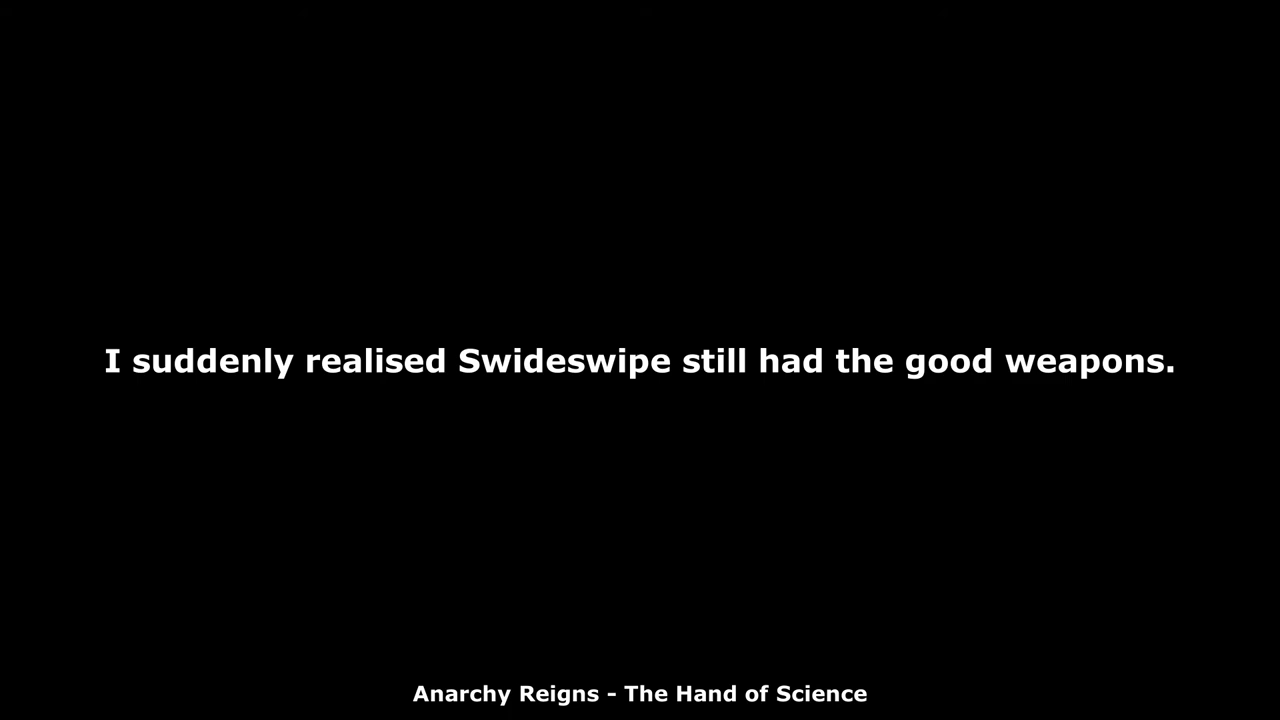 I suddenly realised Swideswipe still had the good weapons.
Anarchy Reigns - The Hand of Science